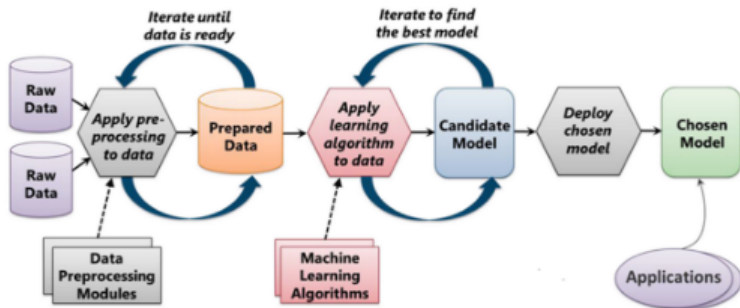 Iterate until
data is ready
Iterate to find
the best model
Raw
Data
Raw
Data
Apply pre-
processing
to data
Prepared
Data
Apply
learning
algorithm
to data
Candidate
Model
Deploy
chosen
model
Chosen
Model
Data
Preprocessing
Modules
Machine
Learning
Algorithms
Applications